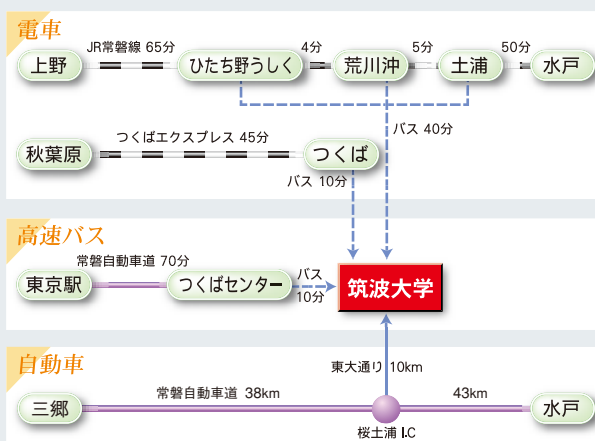 電車
JR常磐線 65分
4分
5分
50分
上野
ひたち野うしく
荒川沖
土浦
水戸
バス 40分
つくばエクスプレス 45分
秋葉原
つくば
バス 10分
高速バス
常磐自動車道 70分
東京駅
つくばセンター
バス
10分
筑波大学
自動車
東大通り 10km
常磐自動車道 38km
43km
三郷
水戸
桜土浦 I.C